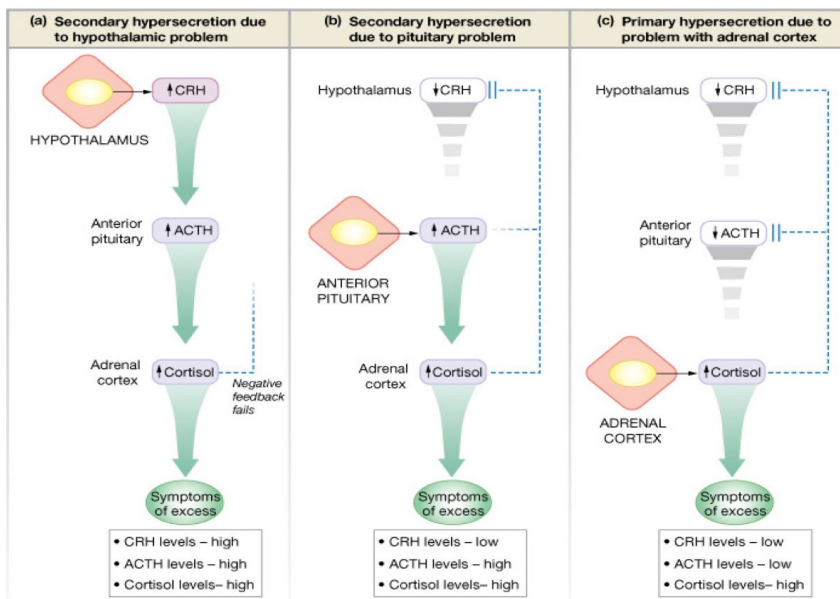 (a) Secondary hypersecretion due
to hypothalamic problem
↑CRH
HYPOTHALAMUS
Anterior
pituitary
↑ACTH
Adrenal
cortex
↑Cortisol
Negative
feedback
fails
Symptoms
of excess
• CRH levels – high
• ACTH levels – high
• Cortisol levels– high
(b) Secondary hypersecretion
due to pituitary problem
Hypothalamus
↓CRH
↑ACTH
ANTERIOR
PITUITARY
Adrenal
cortex
↑Cortisol
Symptoms
of excess
• CRH levels – low
• ACTH levels – high
• Cortisol levels– high
(c) Primary hypersecretion due to
problem with adrenal cortex
Hypothalamus
↓CRH
Anterior
pituitary
↓ACTH
↑Cortisol
ADRENAL
CORTEX
Symptoms
of excess
• CRH levels – low
• ACTH levels – low
• Cortisol levels– high